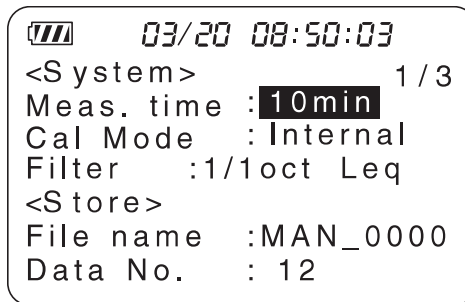 03/20 08:50:03
<System> 1/3
Meas. time :10min
Cal Mode :Internal
Filter :1/1oct Leq
<Store>
File name :MAN_0000
Data No. : 12